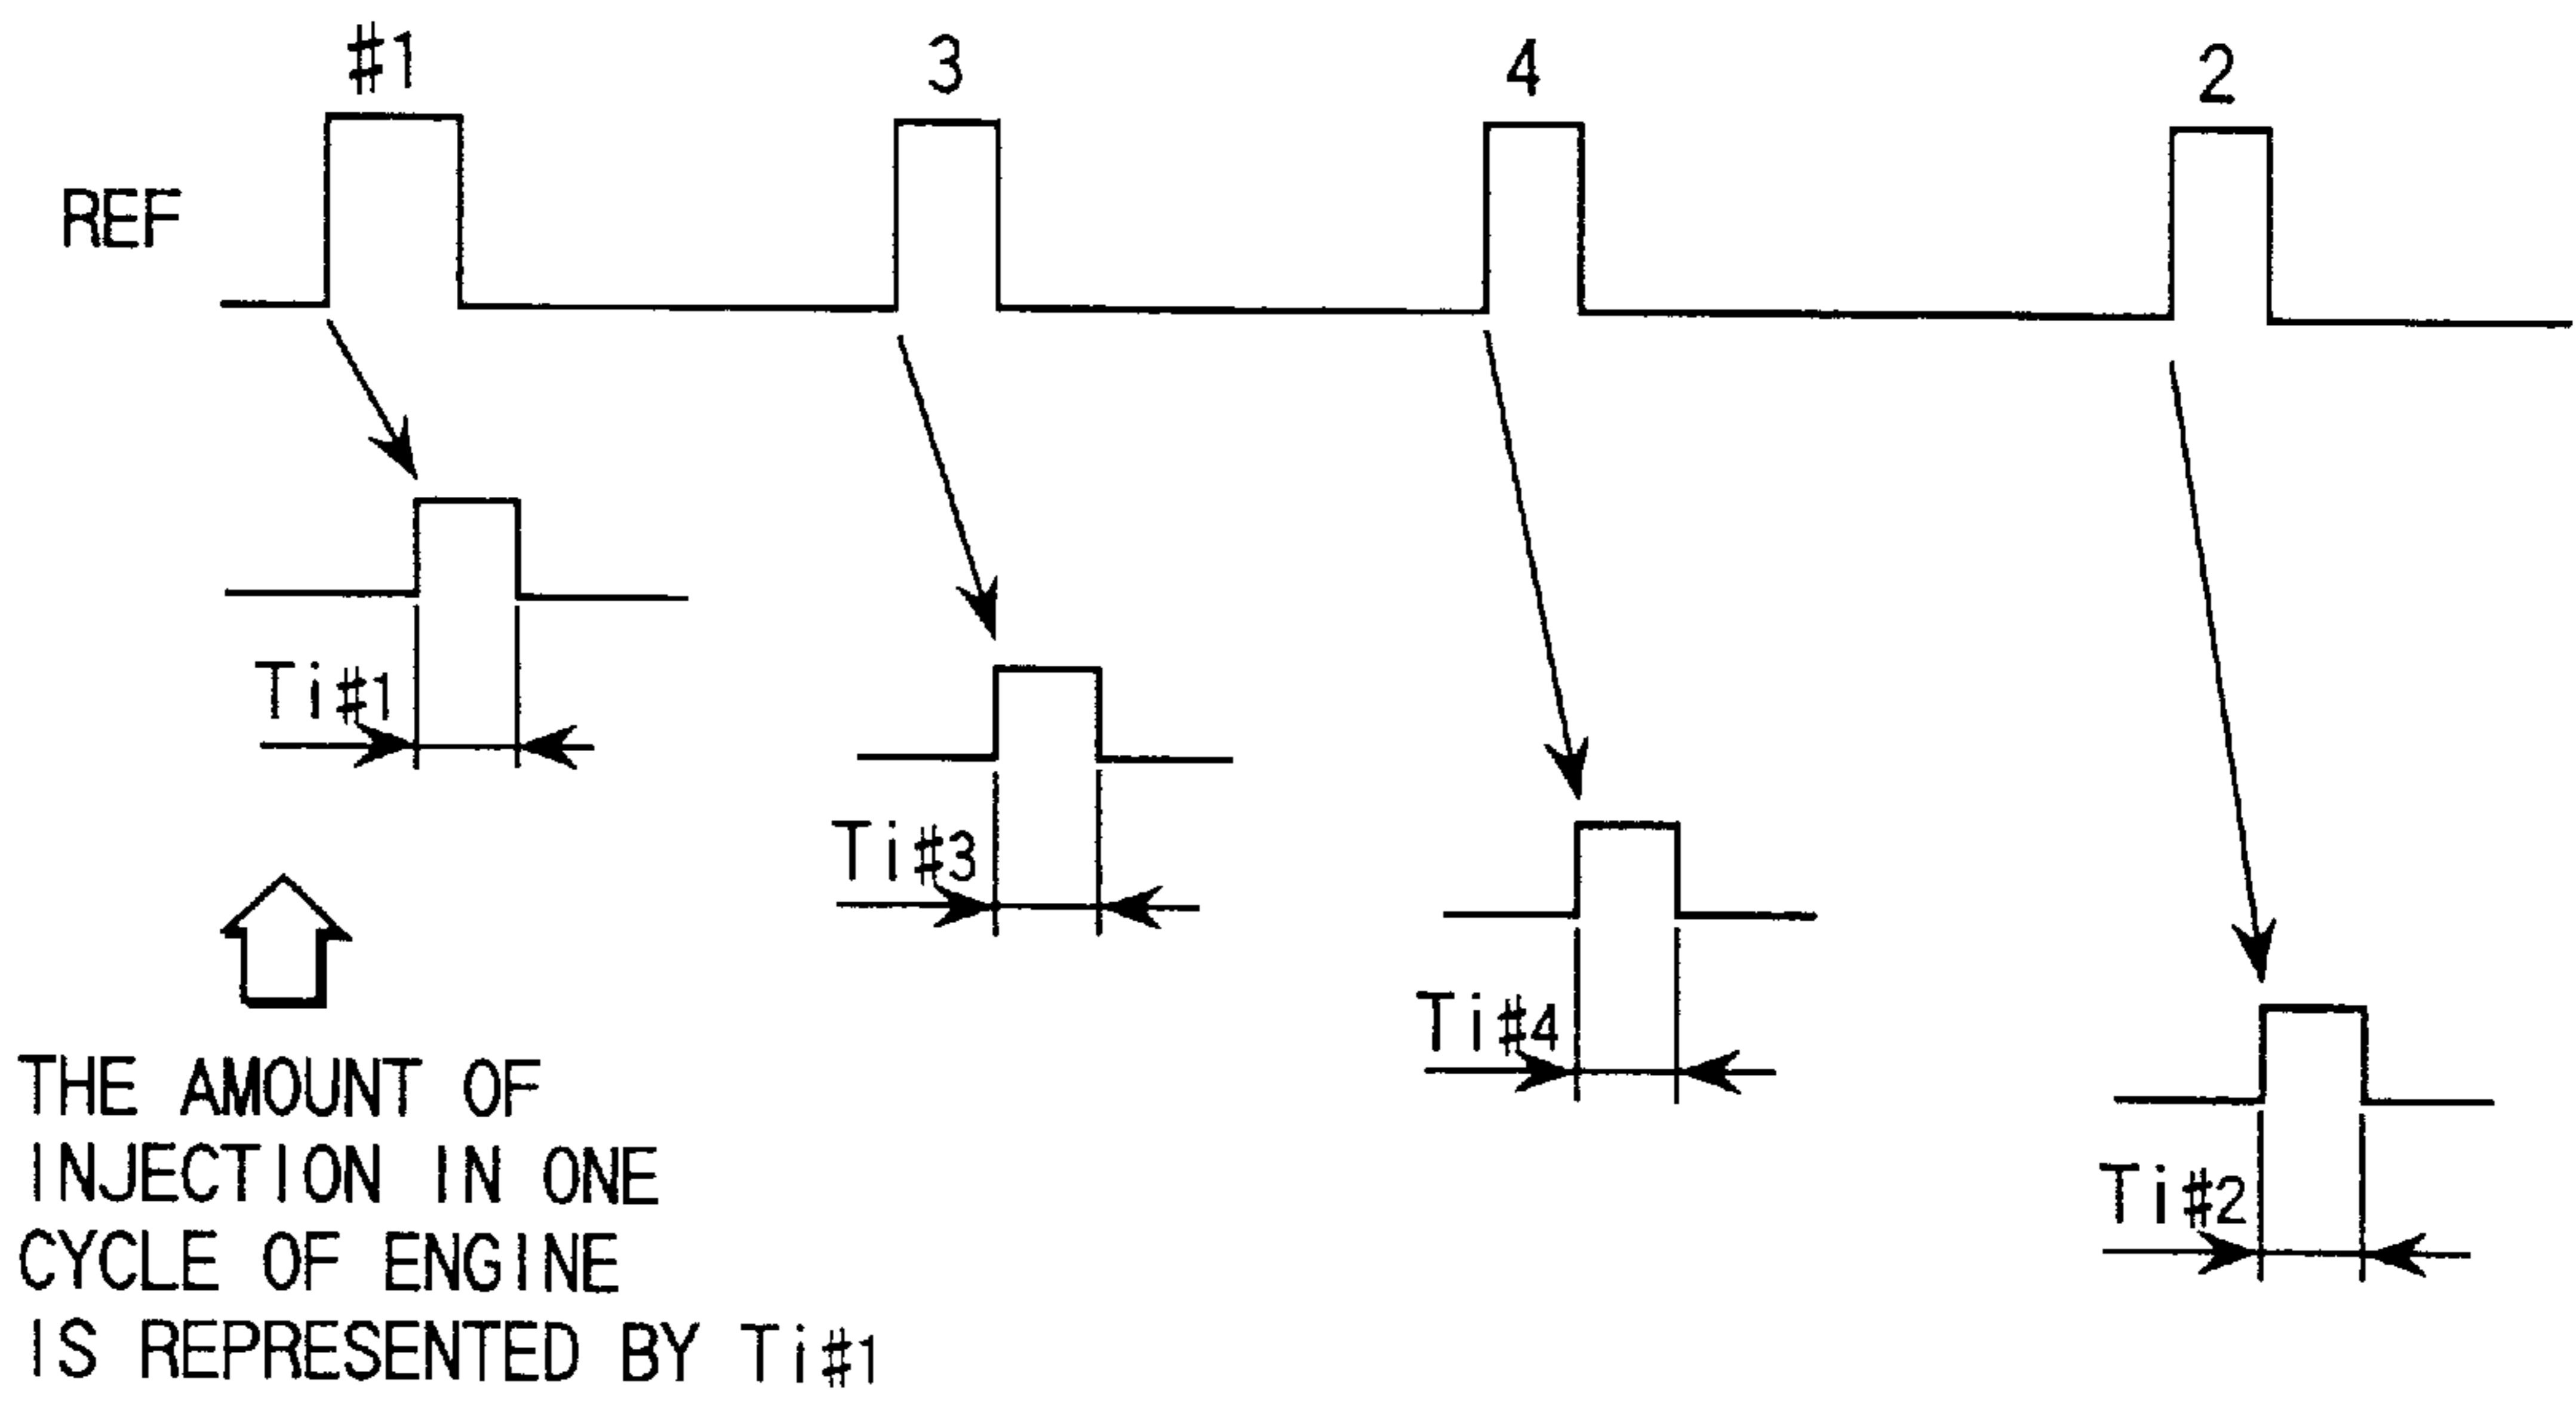 #1 3 4 2
REF
Ti#1
Ti#3
Ti#4
Ti#2
THE AMOUNT OF
INJECTION IN ONE
CYCLE OF ENGINE
IS REPRESENTED BY Ti#1